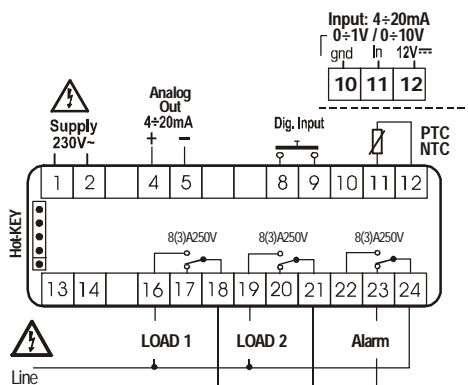 Input: 4÷20mA
0÷1V / 0÷10V
gnd In 12V
10 11 12
Analog
Out
4÷20mA
+ −
Supply
230V~
Dig. Input
PTC
NTC
1 2 4 5 8 9 10 11 12
Hot-KEY
8(3)A250V 8(3)A250V 8(3)A250V
13 14 16 17 18 19 20 21 22 23 24
LOAD 1 LOAD 2 Alarm
Line